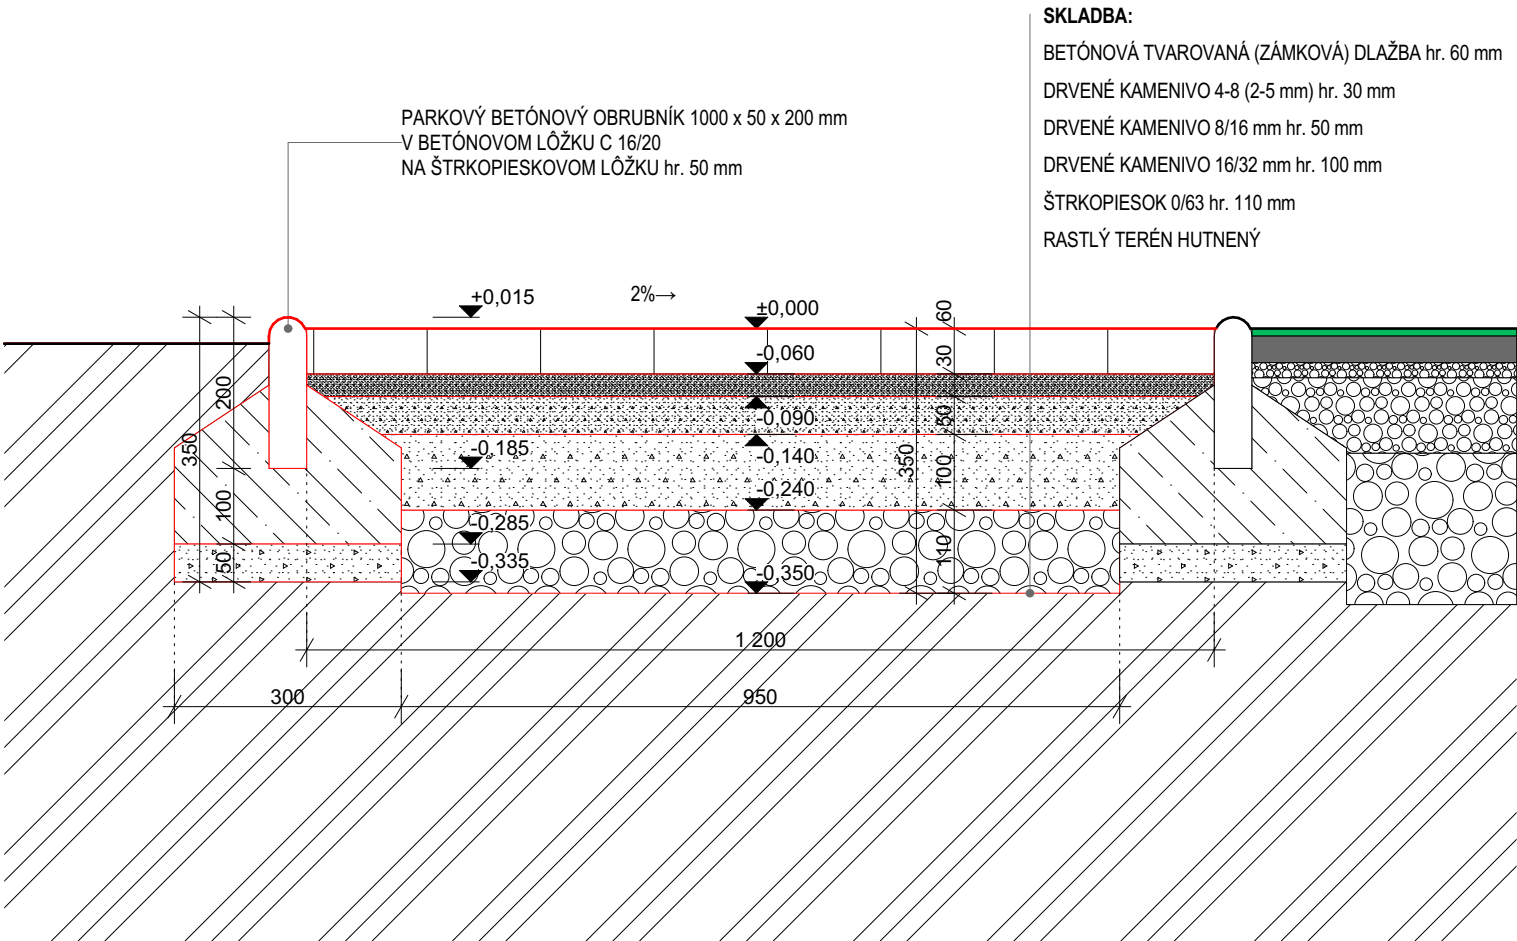 SKLADBA:
BETÓNOVÁ TVAROVANÁ (ZÁMKOVÁ) DLAŽBA hr. 60 mm
DRVENÉ KAMENIVO 4-8 (2-5 mm) hr. 30 mm
DRVENÉ KAMENIVO 8/16 mm hr. 50 mm
DRVENÉ KAMENIVO 16/32 mm hr. 100 mm
ŠTRKOPIESOK 0/63 hr. 110 mm
RASTLÝ TERÉN HUTNENÝ
PARKOVÝ BETÓNOVÝ OBRUBNÍK 1000 x 50 x 200 mm
V BETÓNOVOM LÔŽKU C 16/20
NA ŠTRKOPIESKOVOM LÔŽKU hr. 50 mm
+0,015
2%→
±0,000
-0,060
-0,090
-0,140
-0,185
-0,240
-0,285
-0,335
-0,350
200
350
100
50
60
30
50
350
100
110
1 200
300
950